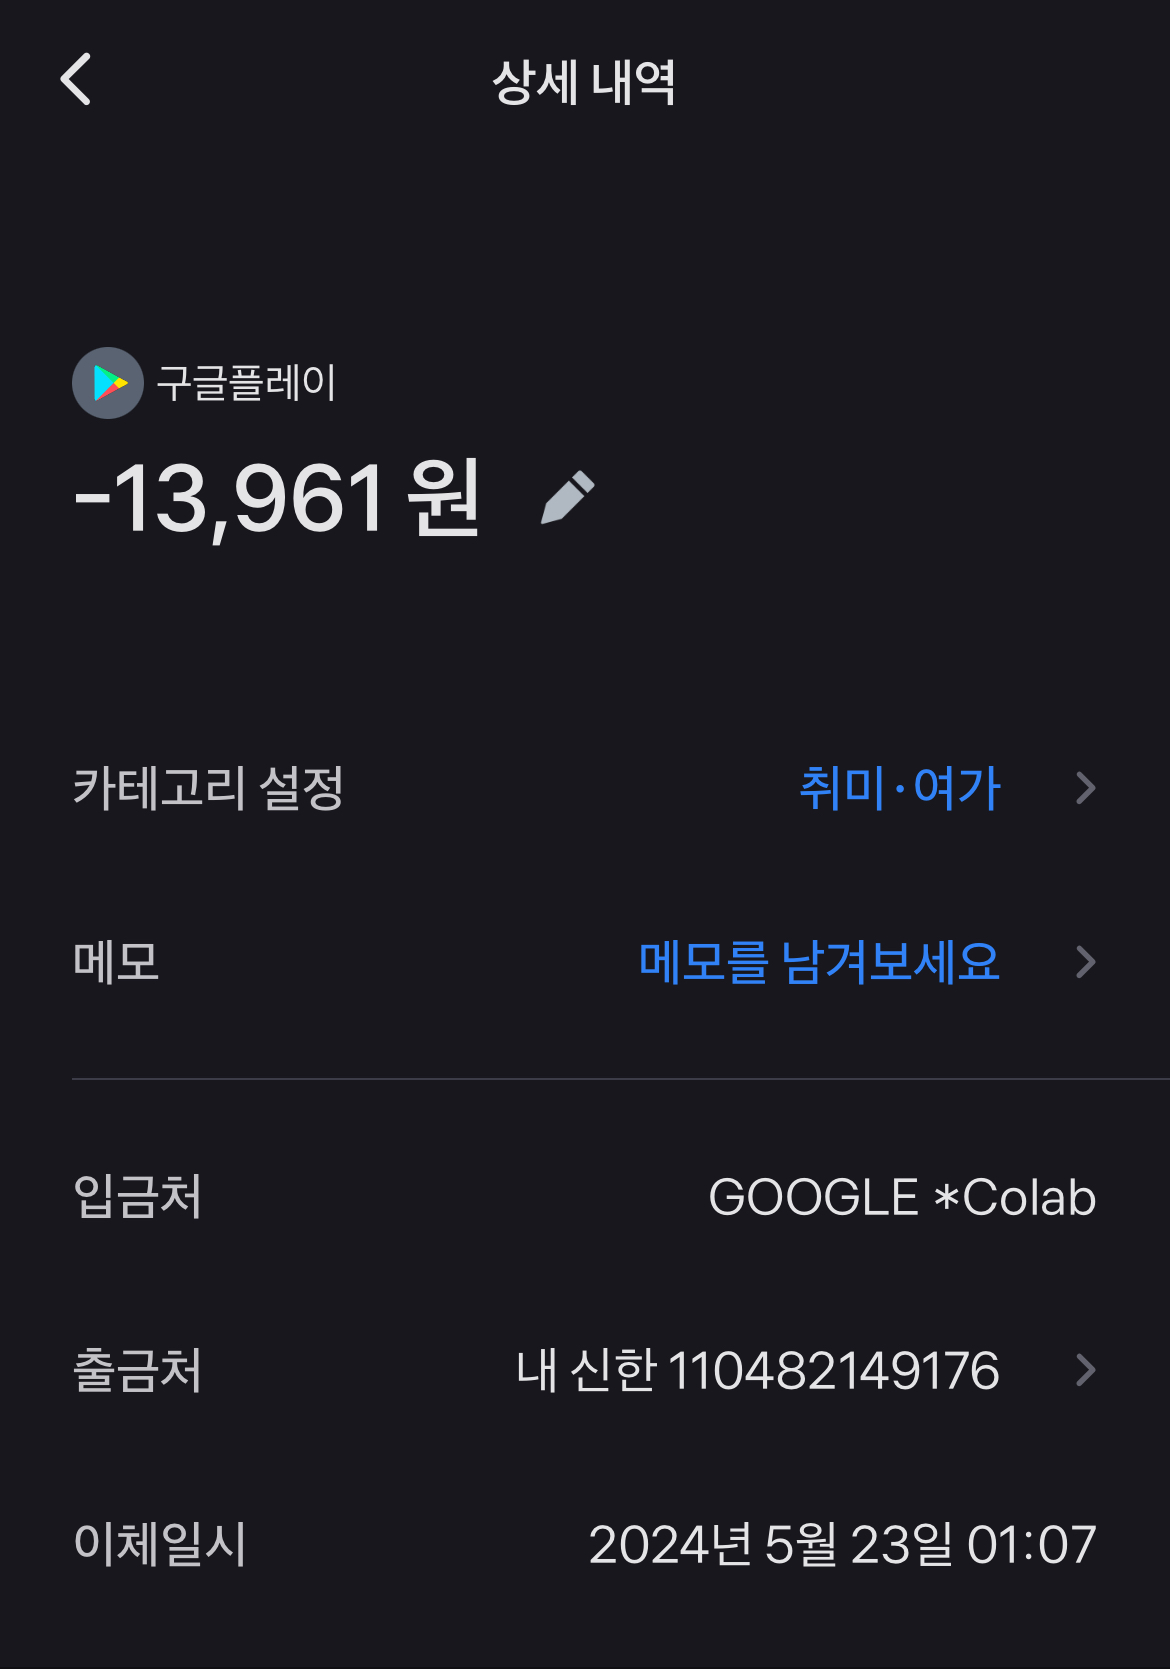 상세 내역
구글플레이
-13,961 원
카테고리 설정 취미·여가
메모 메모를 남겨보세요
입금처 GOOGLE *Colab
출금처 내 신한 110482149176
이체일시 2024년 5월 23일 01:07